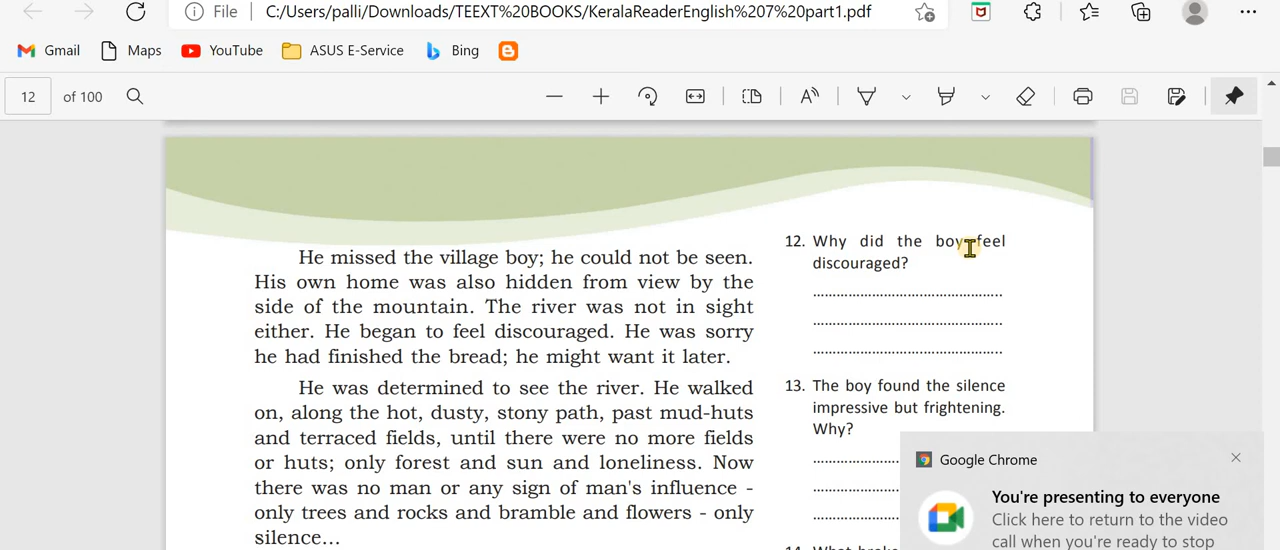 File C:/Users/palli/Downloads/TEEXT%20BOOKS/KeralaReaderEnglish%207%20part1.pdf
Gmail Maps YouTube ASUS E-Service Bing
12 of 100
He missed the village boy; he could not be seen.
His own home was also hidden from view by the
side of the mountain. The river was not in sight
either. He began to feel discouraged. He was sorry
he had finished the bread; he might want it later.
He was determined to see the river. He walked
on, along the hot, dusty, stony path, past mud-huts
and terraced fields, until there were no more fields
or huts; only forest and sun and loneliness. Now
there was no man or any sign of man's influence -
only trees and rocks and bramble and flowers - only
silence...
12. Why did the boy feel
discouraged?
13. The boy found the silence
impressive but frightening.
Why?
14. What broke
Google Chrome
You're presenting to everyone
Click here to return to the video
call when you're ready to stop